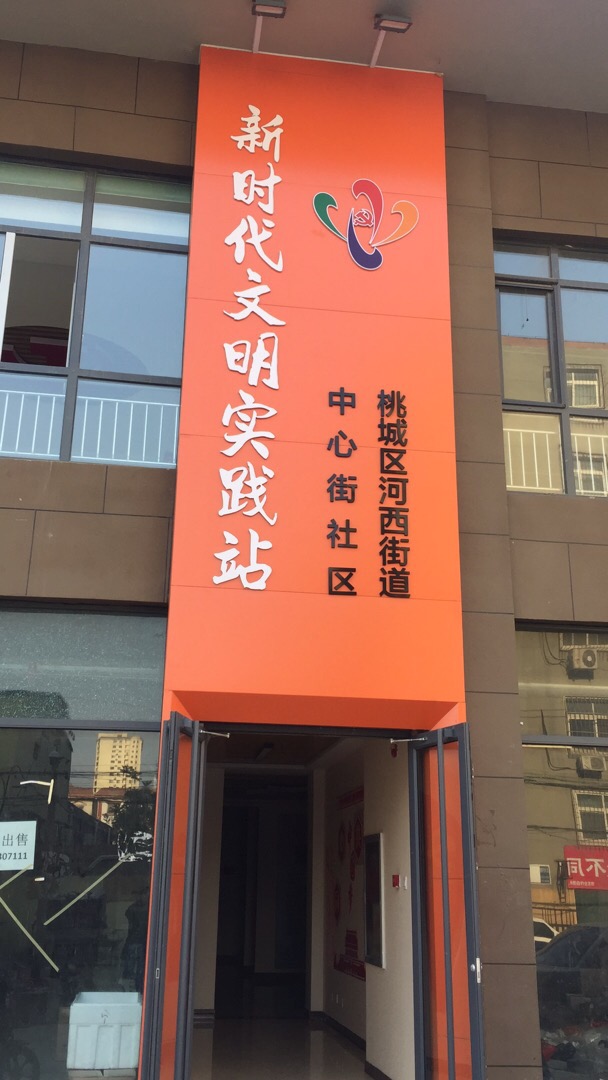 新时代文明实践站
桃城区河西街道
中心街社区
出售
307111
不同